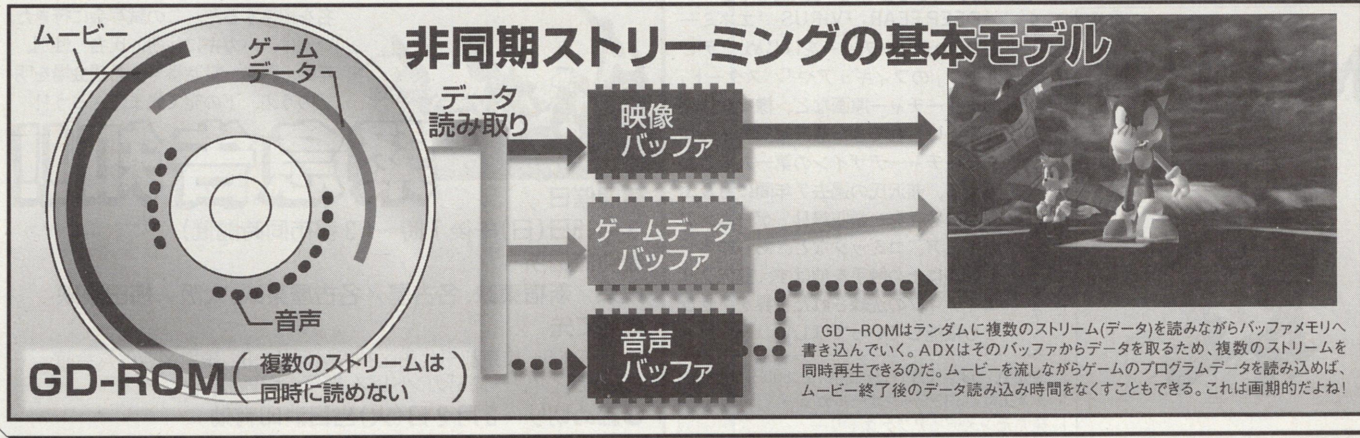 非同期ストリーミングの基本モデル
ムービー
ゲーム
データ
音声
GD-ROM(複数のストリームは
同時に読めない)
データ
読み取り
映像
バッファ
ゲームデータ
バッファ
音声
バッファ
GD－ROMはランダムに複数のストリーム(データ)を読みながらバッファメモリへ
書き込んでいく。ADXはそのバッファからデータを取るため、複数のストリームを
同時再生できるのだ。ムービーを流しながらゲームのプログラムデータを読み込めば、
ムービー終了後のデータ読み込み時間をなくすこともできる。これは画期的だよね!